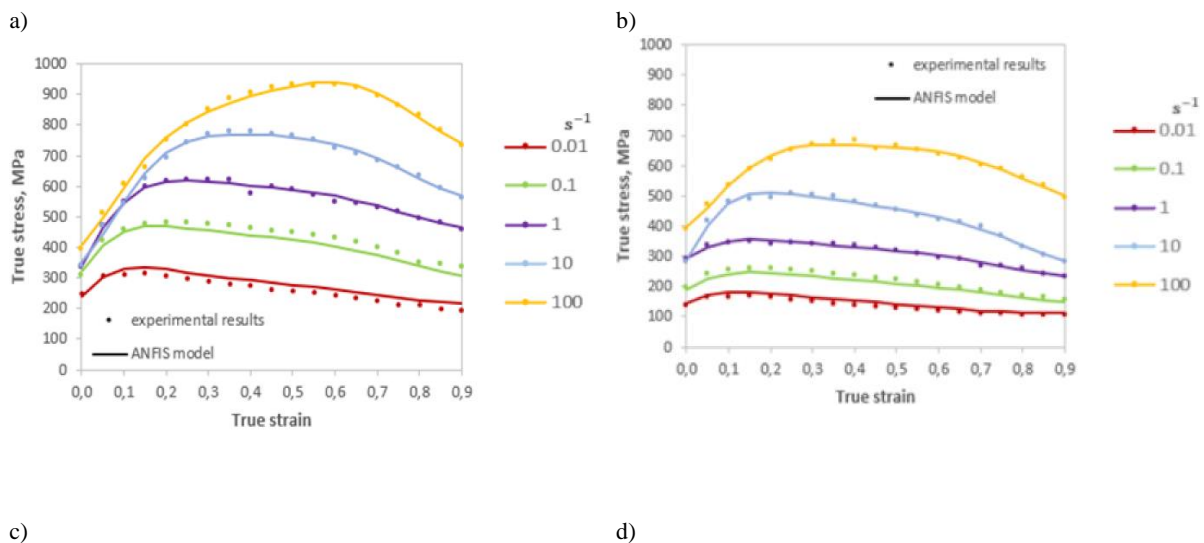 a)
b)
True stress, MPa
1000
900
800
700
600
500
400
300
200
100
0
0,0 0,1 0,2 0,3 0,4 0,5 0,6 0,7 0,8 0,9
True strain
experimental results
ANFIS model
0.01
0.1
1
10
100
True stress, MPa
1000
900
800
700
600
500
400
300
200
100
0
0,0 0,1 0,2 0,3 0,4 0,5 0,6 0,7 0,8 0,9
True strain
experimental results
ANFIS model
s⁻¹
0.01
0.1
1
10
100
c)
d)